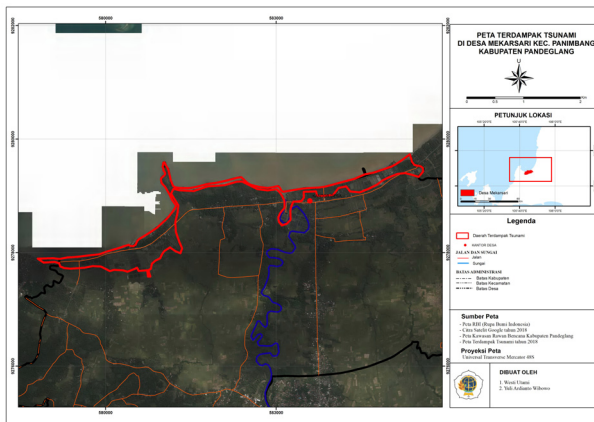 PETA TERDAMPAK TSUNAMI
DI DESA MEKARSARI KEC. PANIMBANG
KABUPATEN PANDEGLANG
U
PETUNJUK LOKASI
Desa Mekarsari
Legenda
Daerah Terdampak Tsunami
KANTOR DESA
JALAN DAN SUNGAI
Jalan
Sungai
BATAS ADMINISTRASI
Batas Kabupaten
Batas Kecamatan
Batas Desa
Sumber Peta
- Peta RBI (Rupa Bumi Indonesia)
- Citra Satelit Google tahun 2018
- Peta Kawasan Rawan Bencana Kabupaten Pandeglang
- Peta Terdampak Tsunami tahun 2018
Proyeksi Peta
Universal Transverse Mercator 48S
DIBUAT OLEH
1. Westi Utami
2. Yuli Ardianto Wibowo